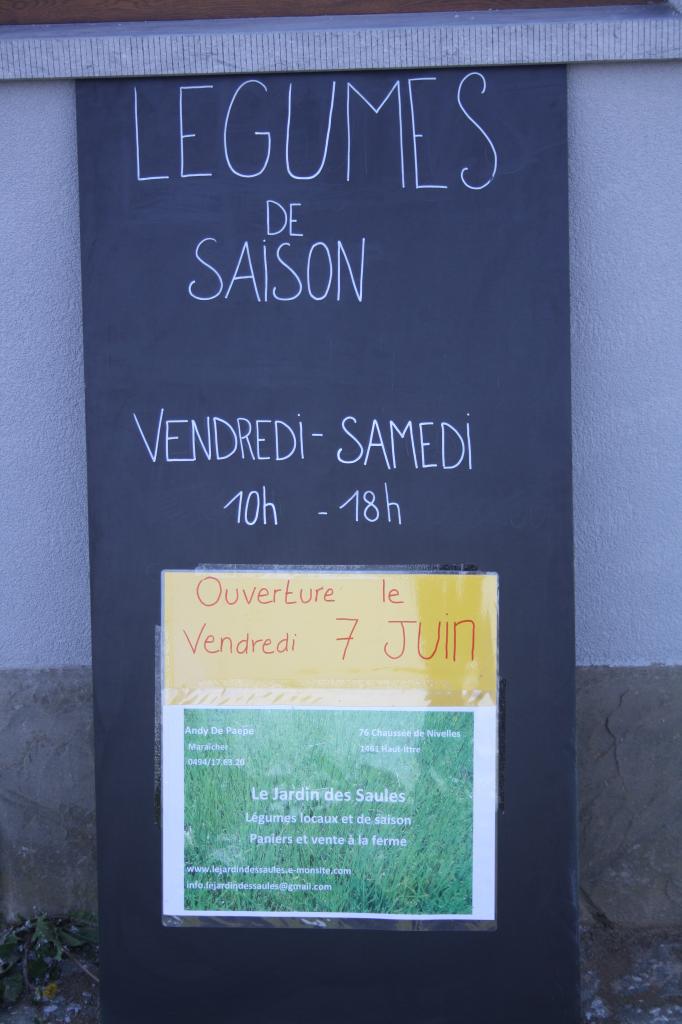 LEGUMES
DE
SAISON
VENDREDI - SAMEDI
10h - 18h
Ouverture le
Vendredi 7 JUIN
Andy De Paepe
Maraîcher
0494/17.63.20
76 Chaussée de Nivelles
1461 Haut-Ittre
Le Jardin des Saules
Légumes locaux et de saison
Paniers et vente à la ferme
www.lejardindessaules.e-monsite.com
info.lejardindessaules@gmail.com